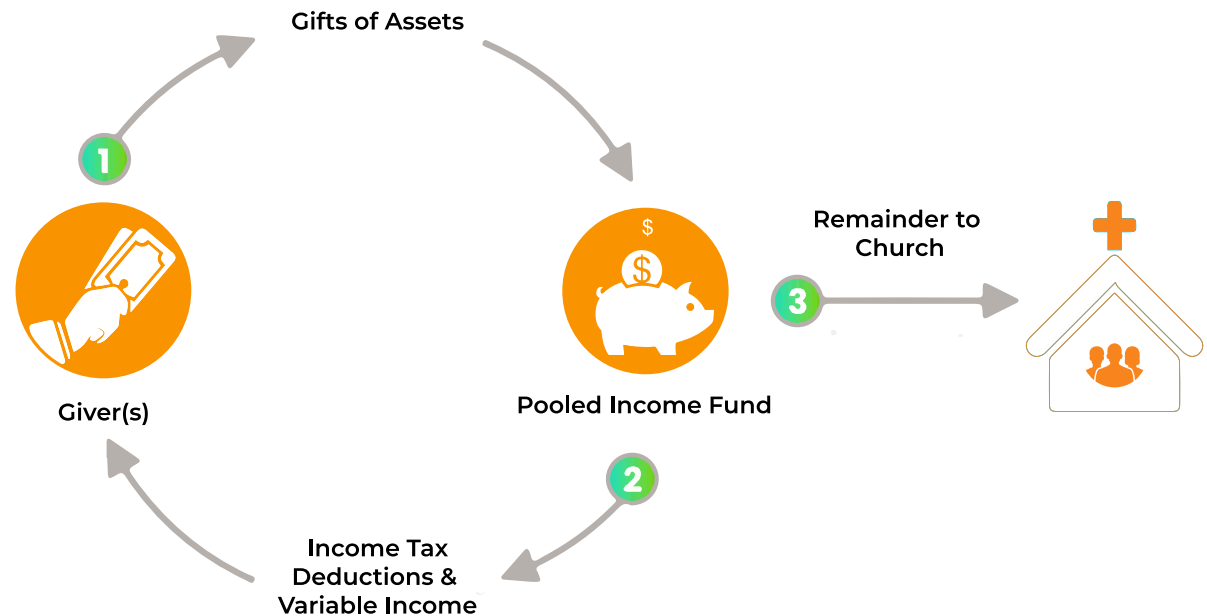 Gifts of Assets
1
$
$
Remainder to
Church
3
Giver(s)
Pooled Income Fund
2
Income Tax
Deductions &
Variable Income